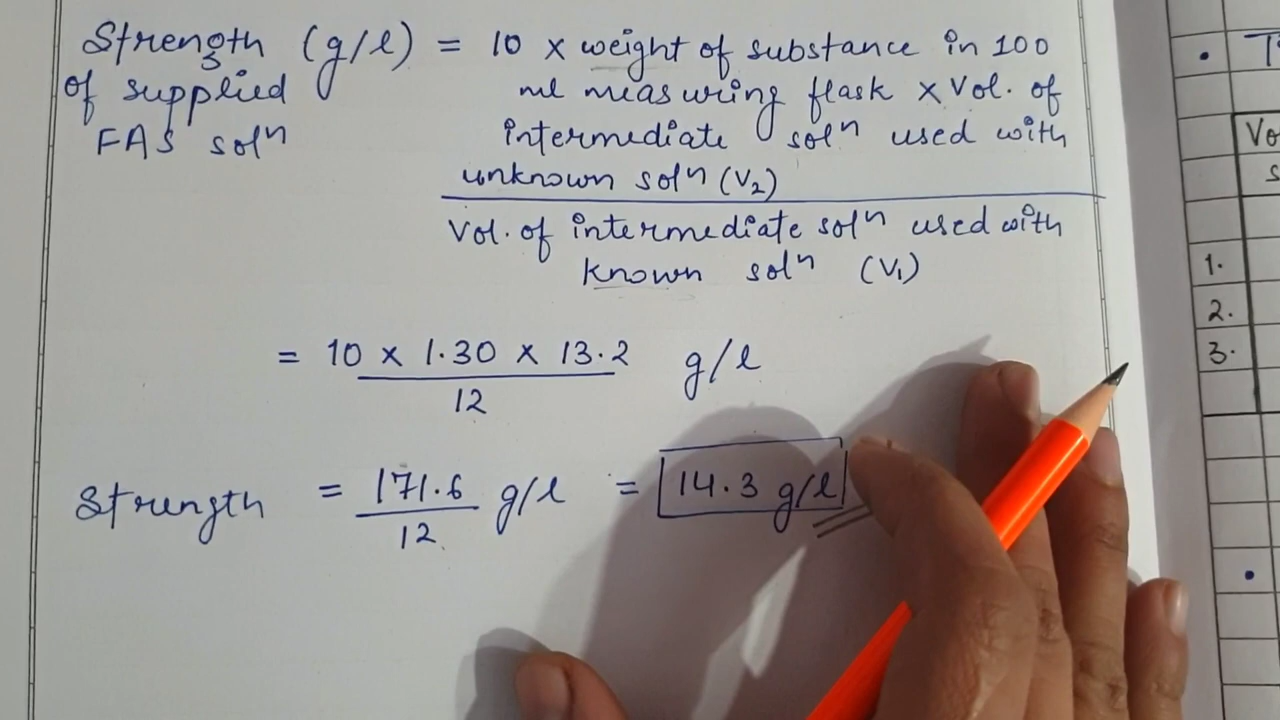 Strength (g/l) = 10 x weight of substance in 100
of supplied ml measuring flask x Vol. of
FAS solⁿ intermediate solⁿ used with
unknown solⁿ (V₂)
Vol. of intermediate solⁿ used with
known solⁿ (V₁)
= 10 x 1.30 x 13.2 g/l
12
Strength = 171.6 g/l = 14.3 g/l
12
1.
2.
3.